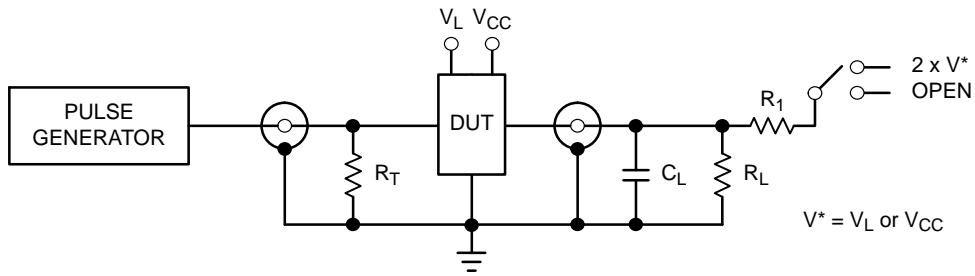 V_L V_CC
2 x V*
OPEN
R_1
PULSE
GENERATOR
DUT
R_T
C_L
R_L
V* = V_L or V_CC